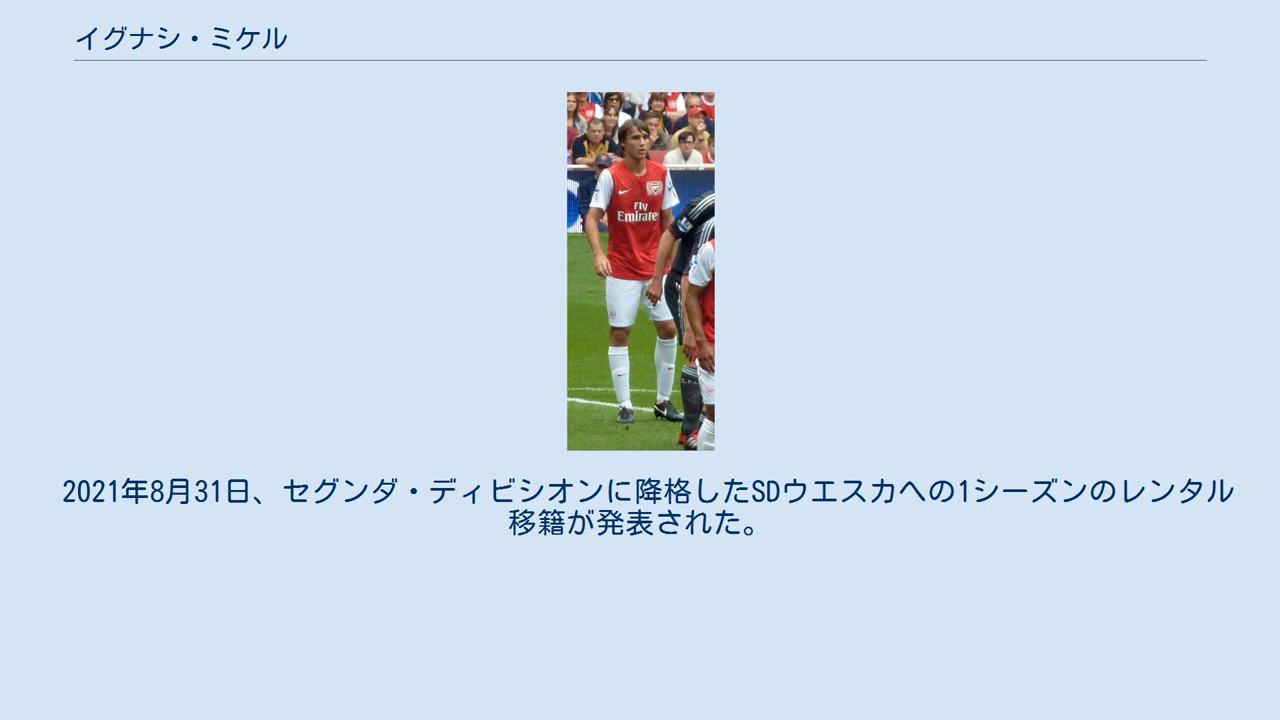 イグナシ・ミケル
Fly
Emirates
2021年8月31日、セグンダ・ディビシオンに降格したSDウエスカへの1シーズンのレンタル
移籍が発表された。